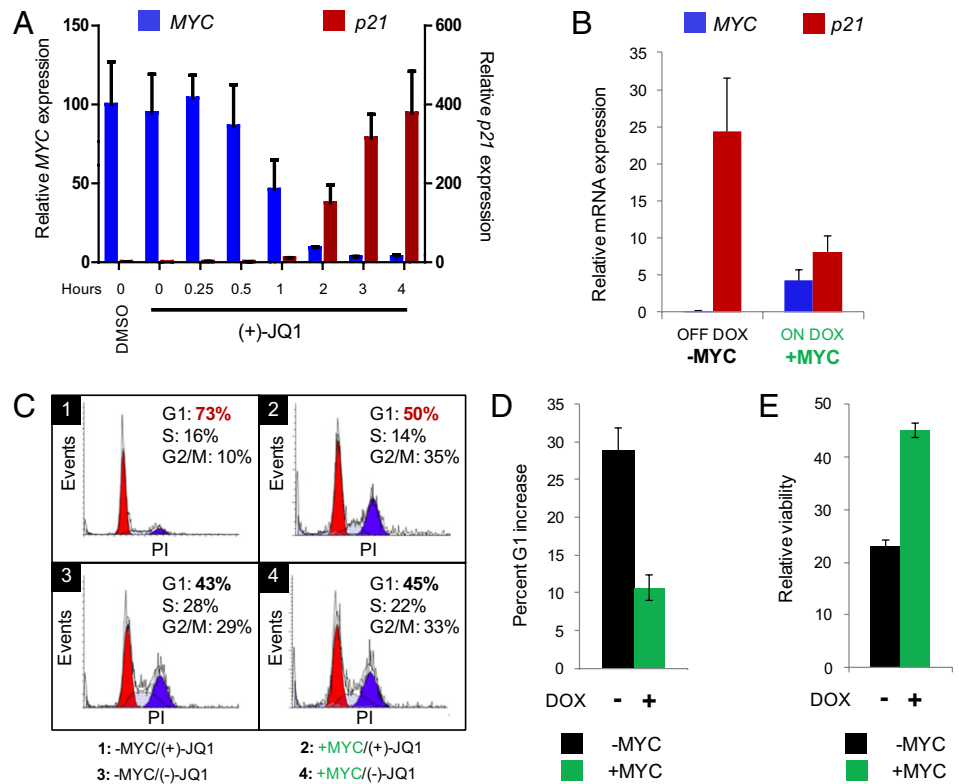 A
MYC p21
Relative MYC expression
150
100
50
0
600
400
200
0
Relative p21 expression
Hours 0 0 0.25 0.5 1 2 3 4
DMSO
(+)-JQ1
B
MYC p21
Relative mRNA expression
35
30
25
20
15
10
5
0
OFF DOX ON DOX
-MYC +MYC
C
1
G1: 73%
S: 16%
G2/M: 10%
Events
PI
2
G1: 50%
S: 14%
G2/M: 35%
Events
PI
3
G1: 43%
S: 28%
G2/M: 29%
Events
PI
4
G1: 45%
S: 22%
G2/M: 33%
Events
PI
1: -MYC/(+)-JQ1 2: +MYC/(+)-JQ1
3: -MYC/(-)-JQ1 4: +MYC/(-)-JQ1
D
Percent G1 increase
35
30
25
20
15
10
5
0
DOX - +
-MYC
+MYC
E
Relative viability
50
40
30
20
10
0
DOX - +
-MYC
+MYC